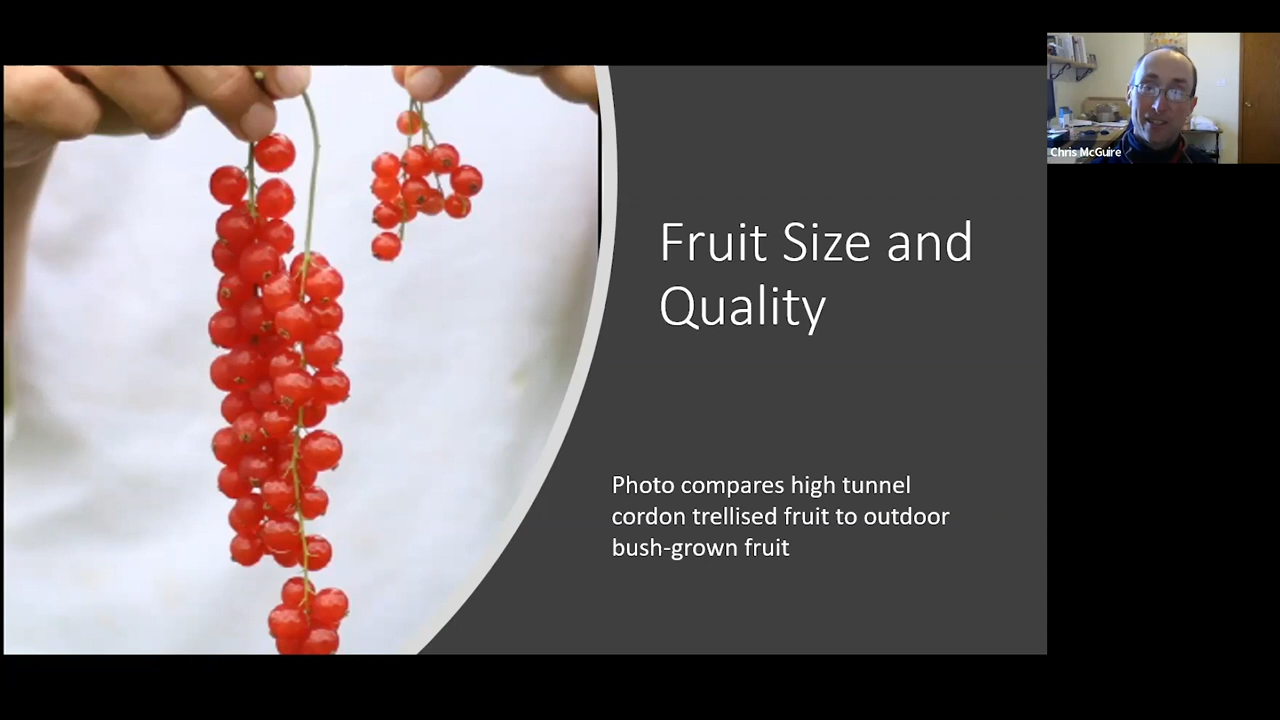 Chris McGuire
Fruit Size and
Quality
Photo compares high tunnel
cordon trellised fruit to outdoor
bush-grown fruit